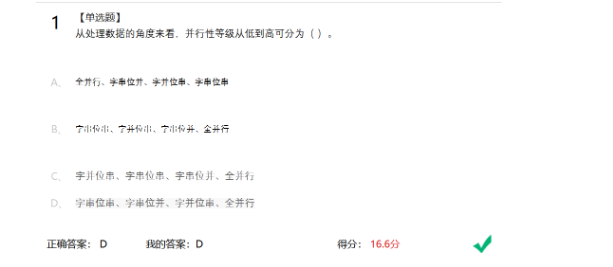 1 【单选题】
从处理数据的角度来看，并行性等级从低到高可分为（ ）。
A、 全并行、字串位并、字并位串、字串位串
B、 字串位串、字并位串、字串位并、全并行
C、 字并位串、字串位串、字串位并、全并行
D、 字串位串、字串位并、字并位串、全并行
正确答案： D 我的答案：D 得分： 16.6分